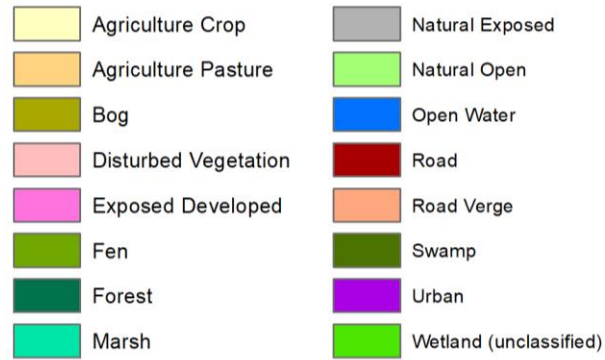 Agriculture Crop
Agriculture Pasture
Bog
Disturbed Vegetation
Exposed Developed
Fen
Forest
Marsh
Natural Exposed
Natural Open
Open Water
Road
Road Verge
Swamp
Urban
Wetland (unclassified)